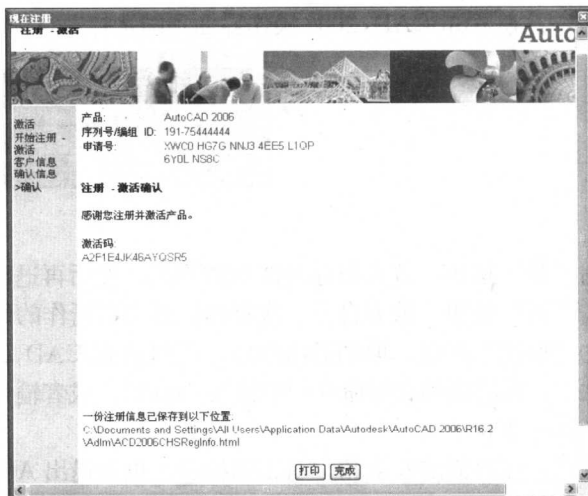 现在注册
注册 - 激活
Auto
激活
开始注册 -
激活
客户信息
确认信息
>确认
产品: AutoCAD 2006
序列号/编组 ID: 191-75444444
申请号: XWC0 HG7G NNJ3 4EE5 L1QP
6Y0L NS8C
注册 - 激活确认
感谢您注册并激活产品。
激活码
A2F1E4JK46AYQSR5
一份注册信息已保存到以下位置:
C:\Documents and Settings\All Users\Application Data\Autodesk\AutoCAD 2006\R16.2
\Adlm\ACD2006CHSRegInfo.html
打印 完成